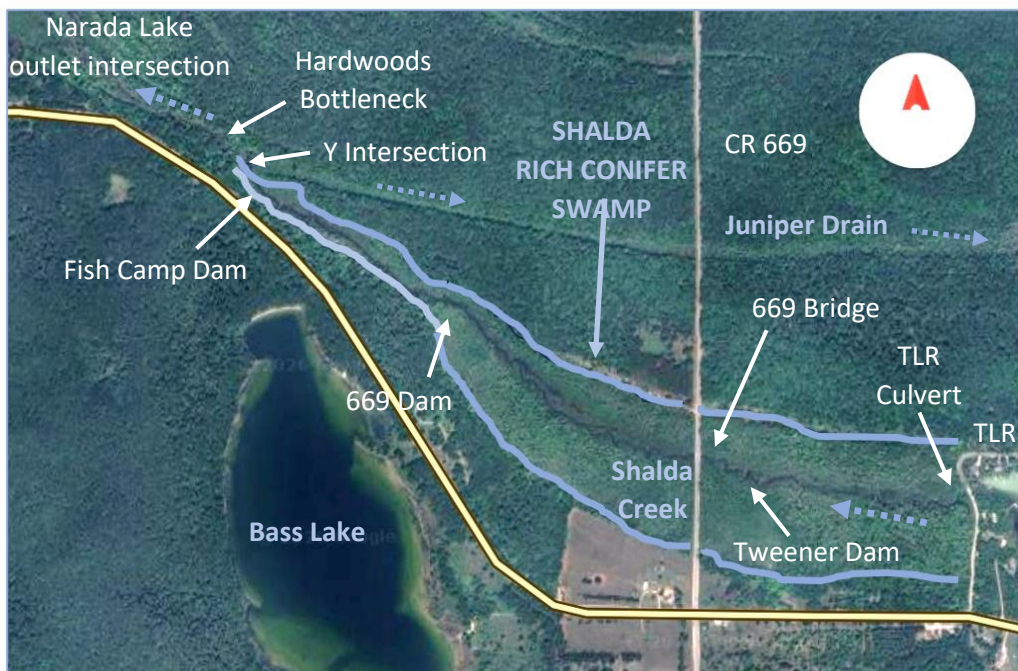 Narada Lake
outlet intersection
Hardwoods
Bottleneck
Y Intersection
SHALDA
RICH CONIFER
SWAMP
CR 669
Juniper Drain
Fish Camp Dam
669 Bridge
TLR
Culvert
669 Dam
TLR
Shalda
Creek
Bass Lake
Tweener Dam